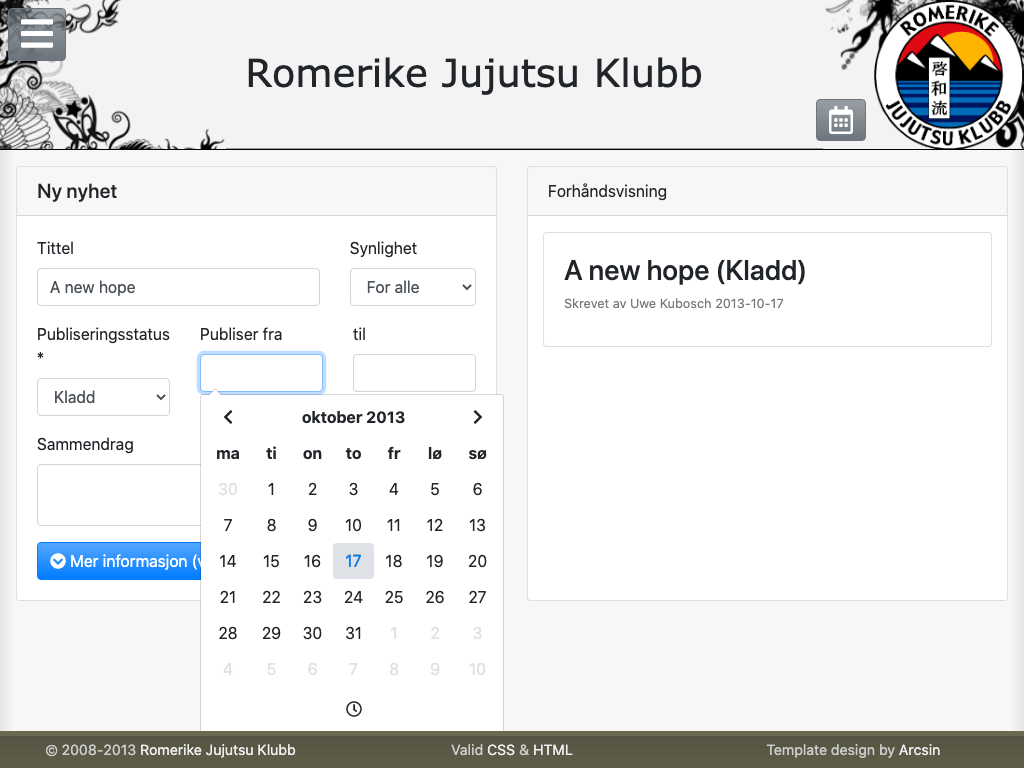 Romerike Jujutsu Klubb
ROMERIKE
啓和流
JUJUTSU KLUBB
Ny nyhet
Tittel
Synlighet
A new hope
For alle
Publiseringsstatus
*
Publiser fra
til
Kladd
Sammendrag
Mer informasjon (
oktober 2013
ma ti on to fr lø sø
30 1 2 3 4 5 6
7 8 9 10 11 12 13
14 15 16 17 18 19 20
21 22 23 24 25 26 27
28 29 30 31 1 2 3
4 5 6 7 8 9 10
Forhåndsvisning
A new hope (Kladd)
Skrevet av Uwe Kubosch 2013-10-17
© 2008-2013 Romerike Jujutsu Klubb
Valid CSS & HTML
Template design by Arcsin